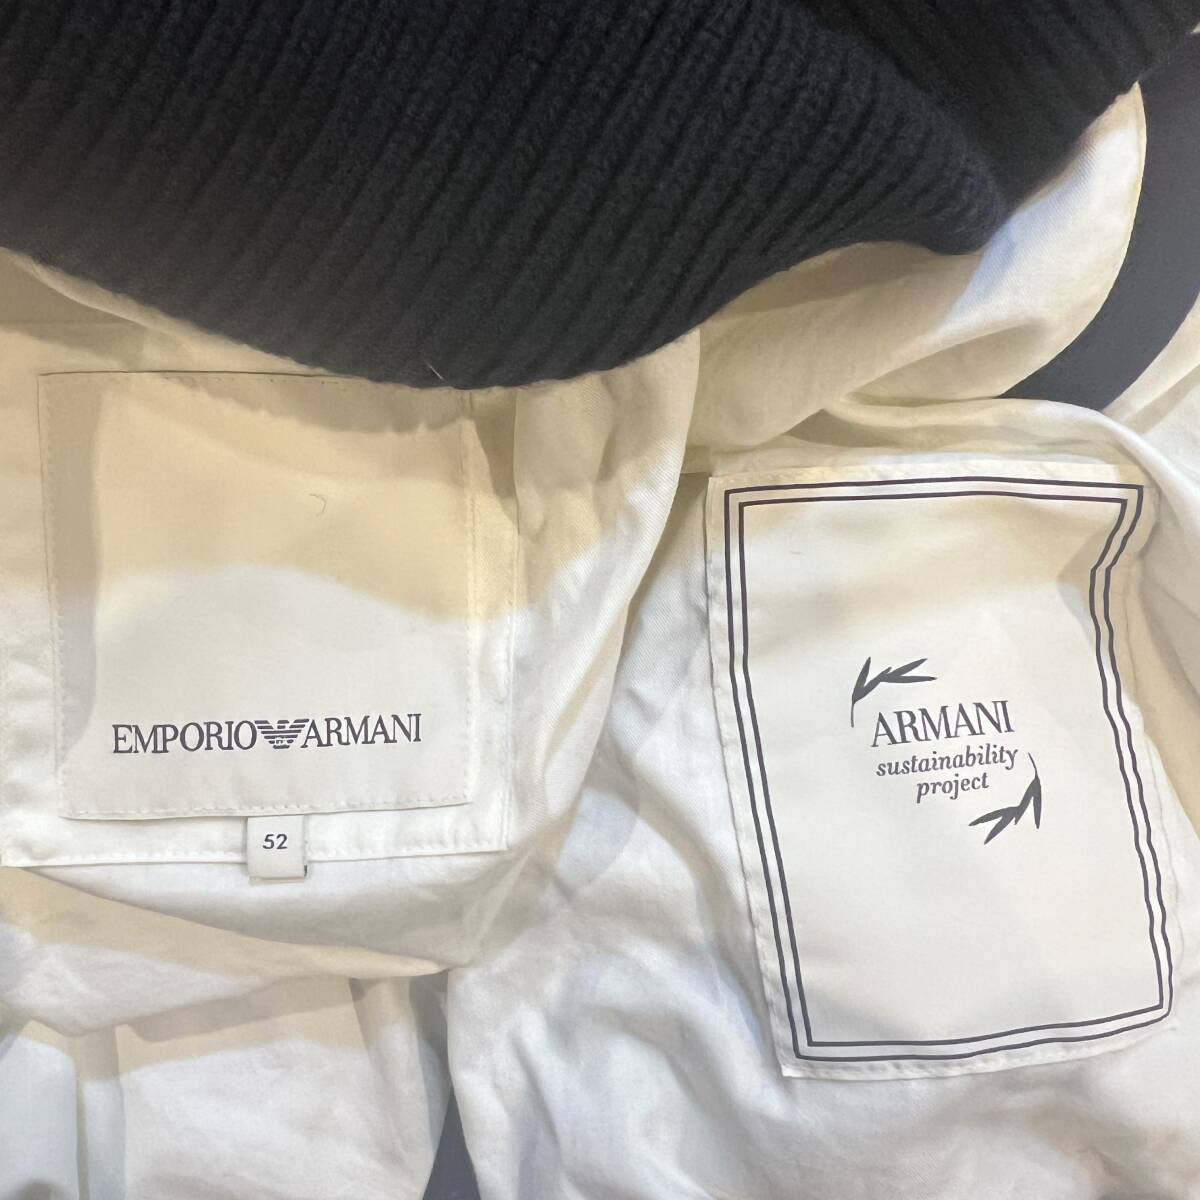 EMPORIO ARMANI
52
ARMANI
sustainability
project